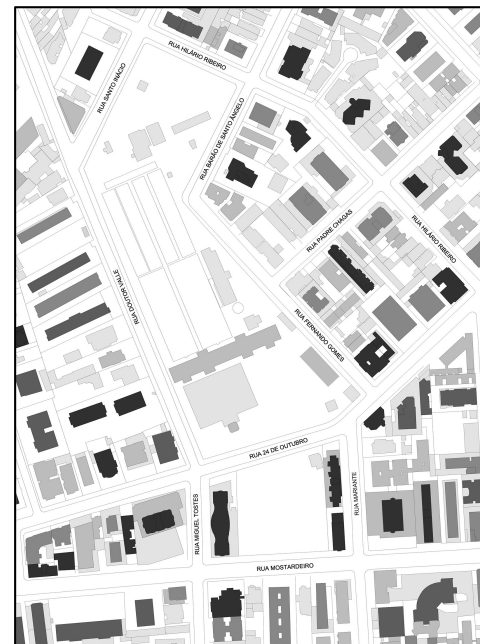 RUA HILÁRIO RIBEIRO
RUA SANTO INÁCIO
RUA BARÃO DE SANTO ÂNGELO
RUA PADRE CHAGAS
RUA HILÁRIO RIBEIRO
RUA DOUTOR VALLE
RUA FERNANDO GOMES
RUA 24 DE OUTUBRO
RUA MIGUEL TOSTES
RUA MARIANTE
RUA MOSTARDEIRO